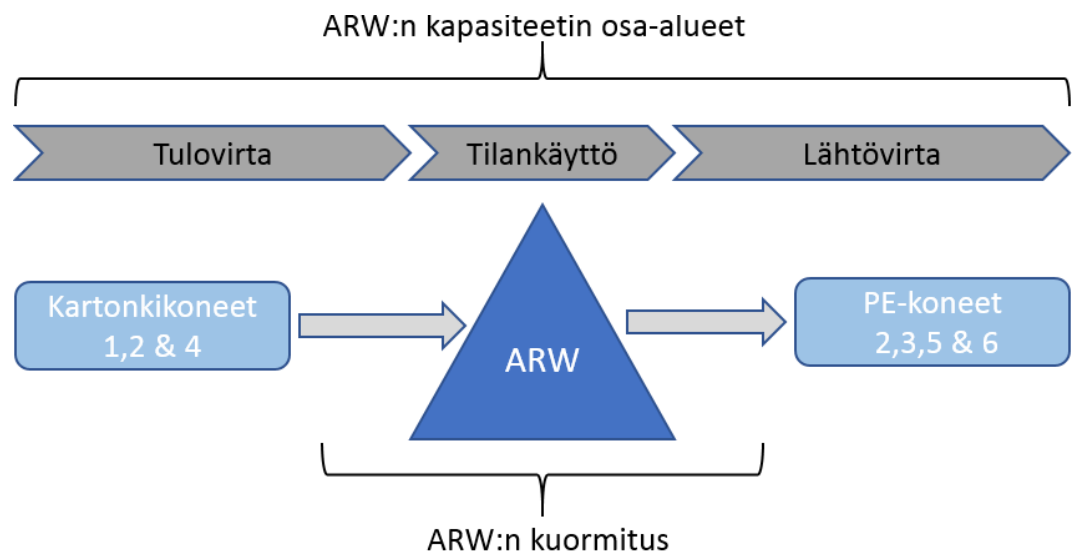 ARW:n kapasiteetin osa-alueet
Tulovirta
Tilankäyttö
Lähtövirta
Kartonkikoneet
1,2 & 4
ARW
PE-koneet
2,3,5 & 6
ARW:n kuormitus